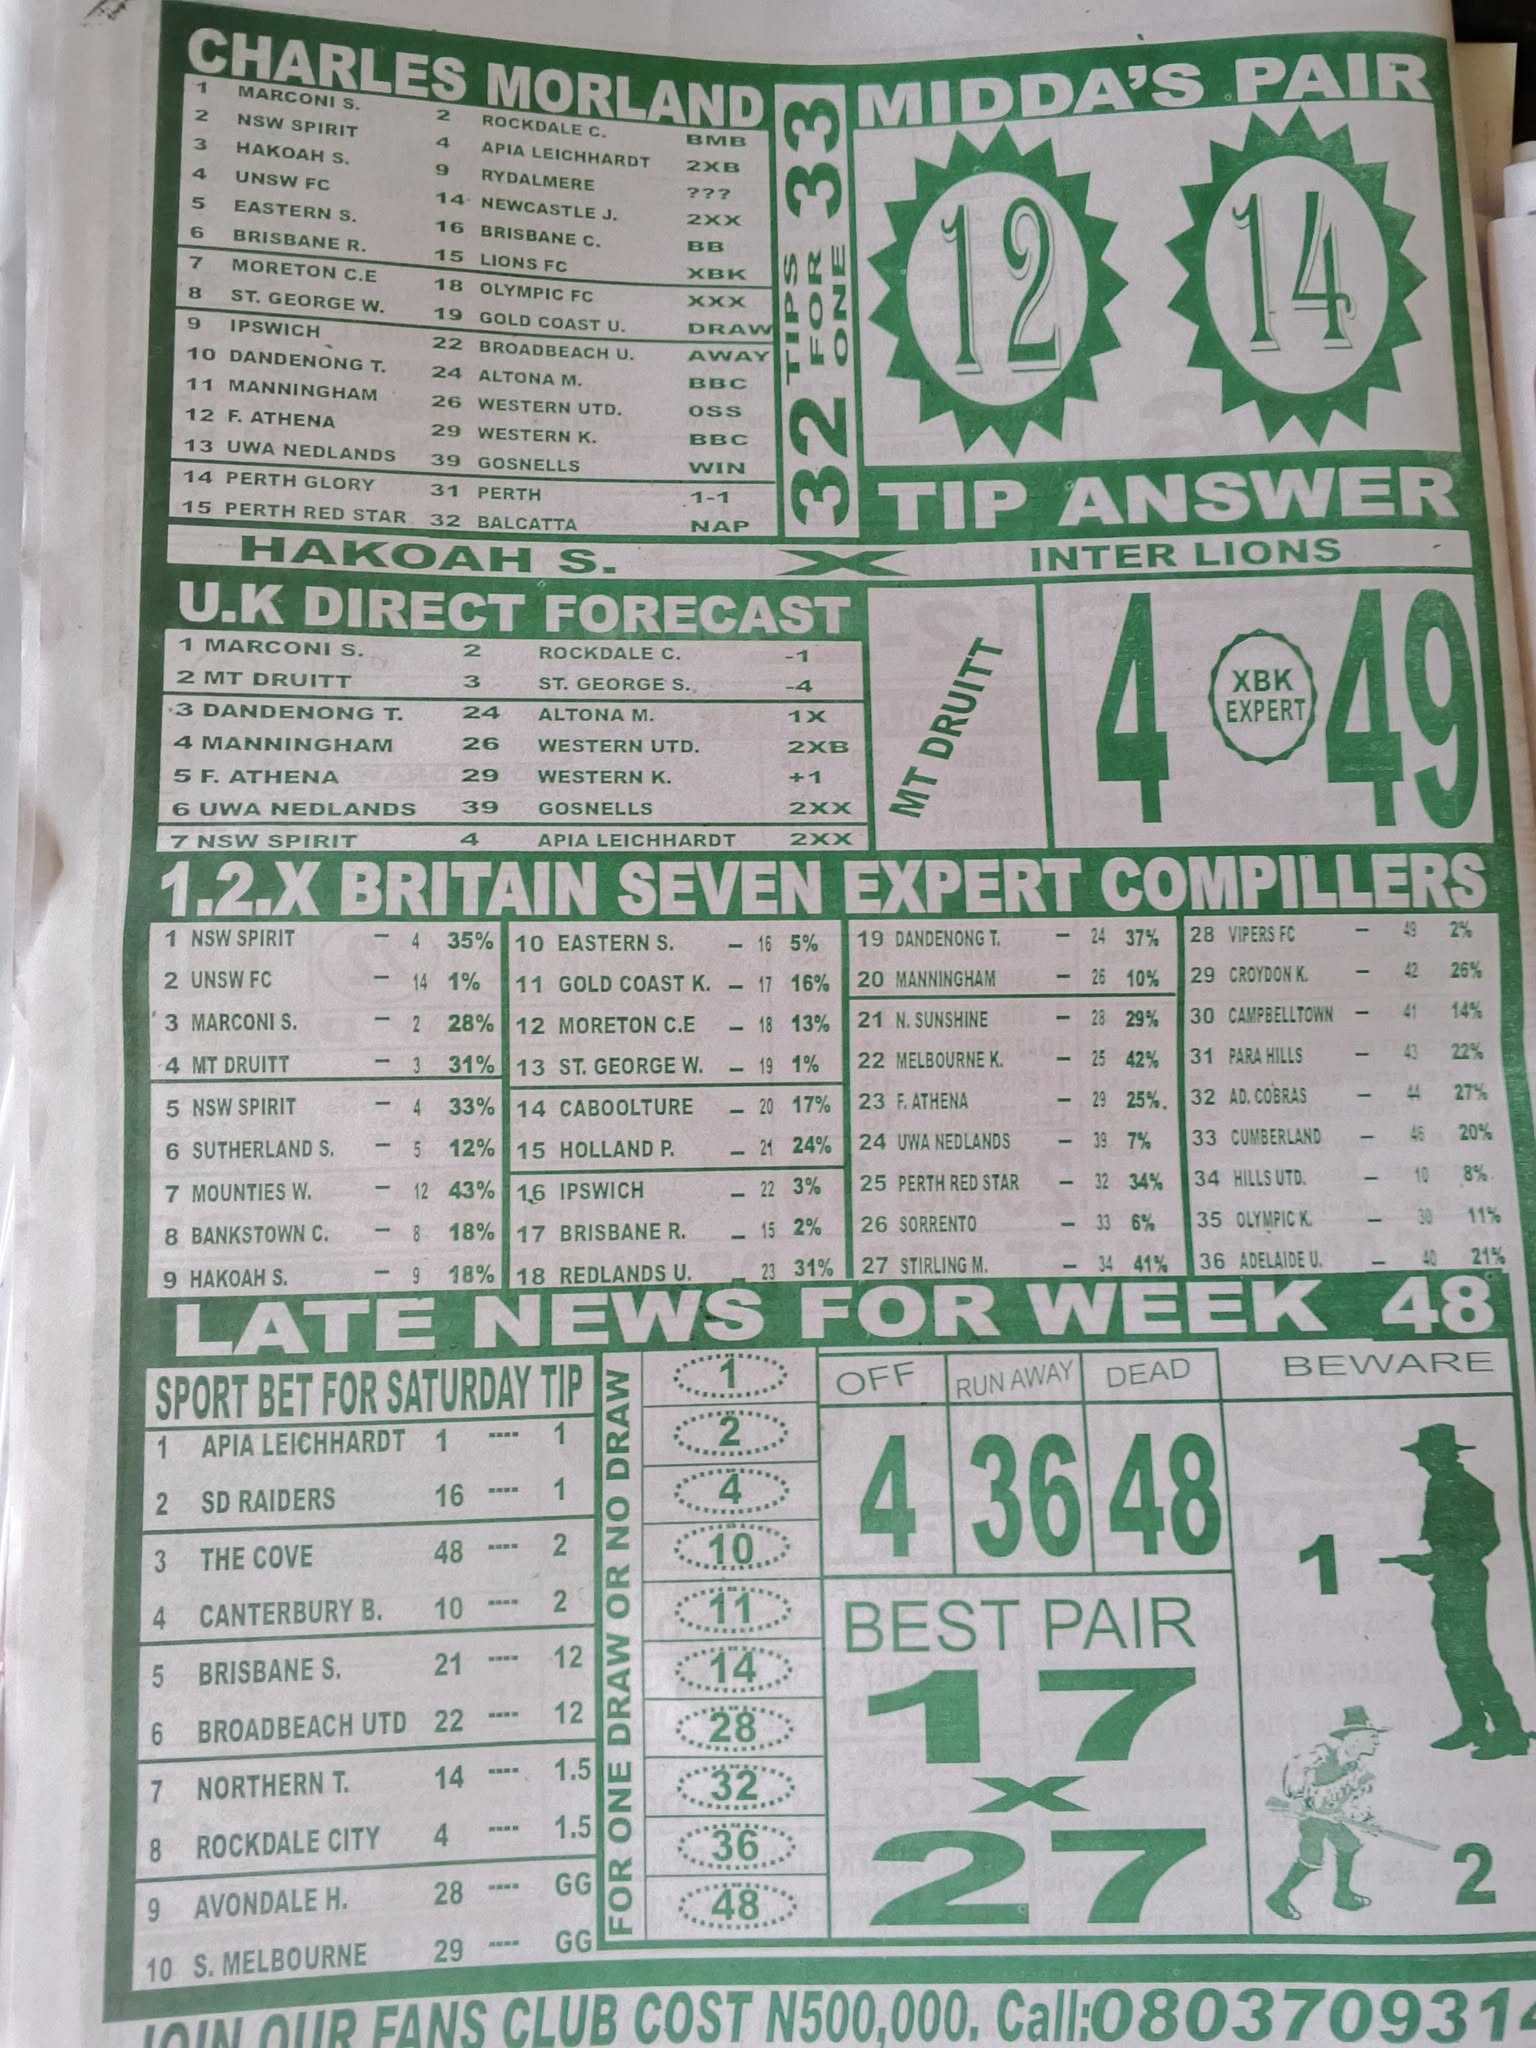 CHARLES MORLAND
1 MARCONI S. 2 ROCKDALE C. BMB
2 NSW SPIRIT 4 APIA LEICHHARDT 2XB
3 HAKOAH S. 9 RYDALMERE ???
4 UNSW FC 14 NEWCASTLE J. 2XX
5 EASTERN S. 16 BRISBANE C. BB
6 BRISBANE R. 15 LIONS FC XBK
7 MORETON C.E 18 OLYMPIC FC XXX
8 ST. GEORGE W. 19 GOLD COAST U. DRAW
9 IPSWICH 22 BROADBEACH U. AWAY
10 DANDENONG T. 24 ALTONA M. BBC
11 MANNINGHAM 26 WESTERN UTD. OSS
12 F. ATHENA 29 WESTERN K. BBC
13 UWA NEDLANDS 39 GOSNELLS WIN
14 PERTH GLORY 31 PERTH 1-1
15 PERTH RED STAR 32 BALCATTA NAP
32 TIPS FOR ONE 33
MIDDA'S PAIR
12 14
TIP ANSWER
HAKOAH S. X INTER LIONS
U.K DIRECT FORECAST
1 MARCONI S. 2 ROCKDALE C. -1
2 MT DRUITT 3 ST. GEORGE S. -4
3 DANDENONG T. 24 ALTONA M. 1X
4 MANNINGHAM 26 WESTERN UTD. 2XB
5 F. ATHENA 29 WESTERN K. +1
6 UWA NEDLANDS 39 GOSNELLS 2XX
7 NSW SPIRIT 4 APIA LEICHHARDT 2XX
MT DRUITT
4 XBK EXPERT 49
1.2.X BRITAIN SEVEN EXPERT COMPILLERS
1 NSW SPIRIT – 4 35%
2 UNSW FC – 14 1%
3 MARCONI S. – 2 28%
4 MT DRUITT – 3 31%
5 NSW SPIRIT – 4 33%
6 SUTHERLAND S. – 5 12%
7 MOUNTIES W. – 12 43%
8 BANKSTOWN C. – 8 18%
9 HAKOAH S. – 9 18%
10 EASTERN S. – 16 5%
11 GOLD COAST K. – 17 16%
12 MORETON C.E – 18 13%
13 ST. GEORGE W. – 19 1%
14 CABOOLTURE – 20 17%
15 HOLLAND P. – 21 24%
16 IPSWICH – 22 3%
17 BRISBANE R. – 15 2%
18 REDLANDS U. – 23 31%
19 DANDENONG T. – 24 37%
20 MANNINGHAM – 26 10%
21 N. SUNSHINE – 28 29%
22 MELBOURNE K. – 25 42%
23 F. ATHENA – 29 25%.
24 UWA NEDLANDS – 39 7%
25 PERTH RED STAR – 32 34%
26 SORRENTO – 33 6%
27 STIRLING M. – 34 41%
28 VIPERS FC – 49 2%
29 CROYDON K. – 42 26%
30 CAMPBELLTOWN – 41 14%
31 PARA HILLS – 43 22%
32 AD. COBRAS – 44 27%
33 CUMBERLAND – 46 20%
34 HILLS UTD. – 10 8%
35 OLYMPIC K. – 30 11%
36 ADELAIDE U. – 40 21%
LATE NEWS FOR WEEK 48
SPORT BET FOR SATURDAY TIP
1 APIA LEICHHARDT 1 ---- 1
2 SD RAIDERS 16 ---- 1
3 THE COVE 48 ---- 2
4 CANTERBURY B. 10 ---- 2
5 BRISBANE S. 21 ---- 12
6 BROADBEACH UTD 22 ---- 12
7 NORTHERN T. 14 ---- 1.5
8 ROCKDALE CITY 4 ---- 1.5
9 AVONDALE H. 28 ---- GG
10 S. MELBOURNE 29 ---- GG
FOR ONE DRAW OR NO DRAW
1
2
4
10
11
14
28
32
36
48
OFF RUN AWAY DEAD
4 36 48
BEST PAIR
17
X
27
BEWARE
1
2
JOIN OUR FANS CLUB COST N500,000. Call:0803709314